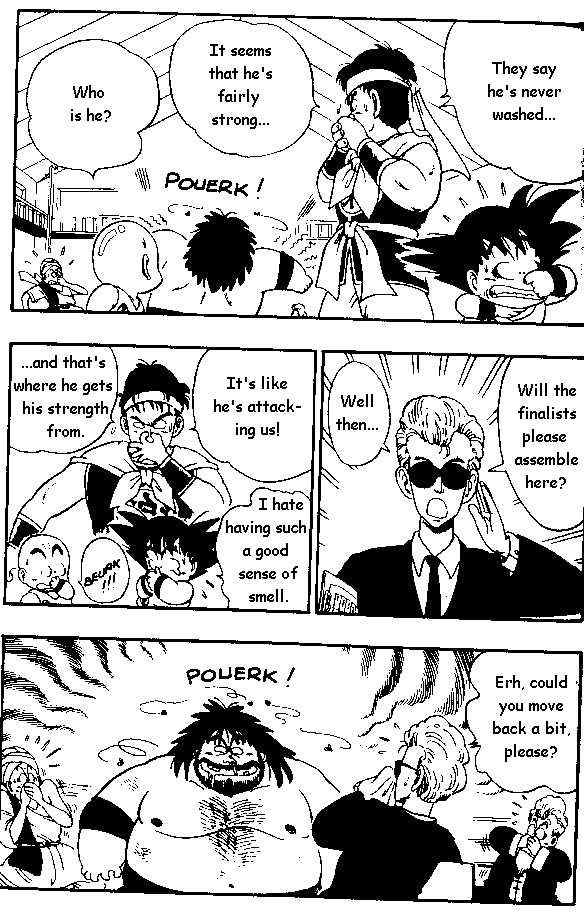 Who
is he?
It seems
that he's
fairly
strong...
They say
he's never
washed...
POUERK!
...and that's
where he gets
his strength
from.
It's like
he's attack-
ing us!
BEURK
!!!
I hate
having such
a good
sense of
smell.
Well
then...
Will the
finalists
please
assemble
here?
POUERK!
Erh, could
you move
back a bit,
please?